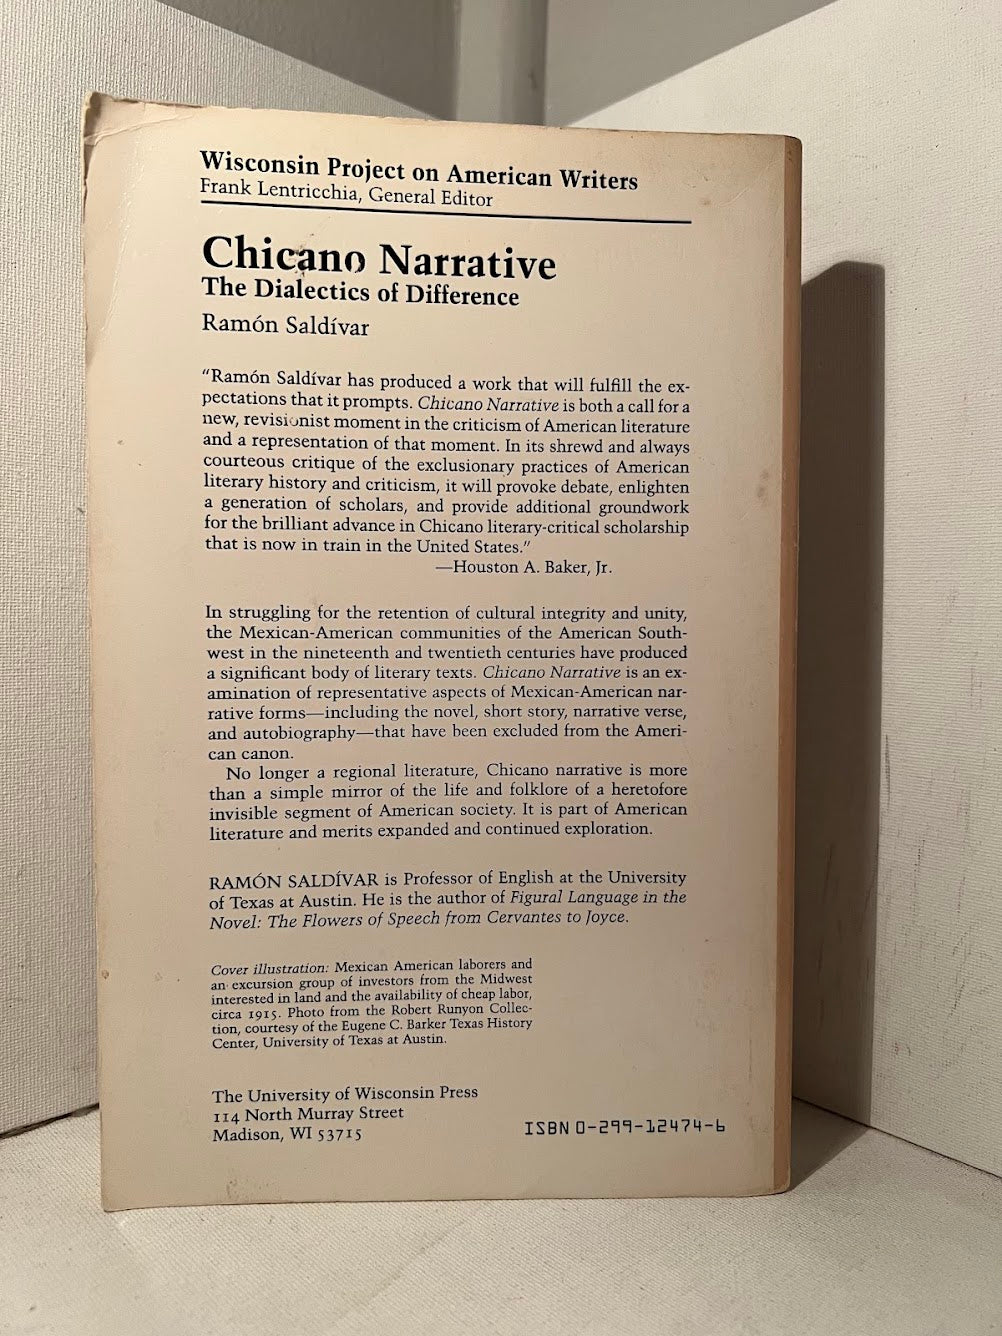 Wisconsin Project on American Writers
Frank Lentricchia, General Editor
Chicano Narrative
The Dialectics of Difference
Ramón Saldívar
“Ramón Saldívar has produced a work that will fulfill the ex-
pectations that it prompts. Chicano Narrative is both a call for a
new, revisionist moment in the criticism of American literature
and a representation of that moment. In its shrewd and always
courteous critique of the exclusionary practices of American
literary history and criticism, it will provoke debate, enlighten
a generation of scholars, and provide additional groundwork
for the brilliant advance in Chicano literary-critical scholarship
that is now in train in the United States.”
—Houston A. Baker, Jr.
In struggling for the retention of cultural integrity and unity,
the Mexican-American communities of the American South-
west in the nineteenth and twentieth centuries have produced
a significant body of literary texts. Chicano Narrative is an ex-
amination of representative aspects of Mexican-American nar-
rative forms—including the novel, short story, narrative verse,
and autobiography—that have been excluded from the Ameri-
can canon.
No longer a regional literature, Chicano narrative is more
than a simple mirror of the life and folklore of a heretofore
invisible segment of American society. It is part of American
literature and merits expanded and continued exploration.
RAMÓN SALDÍVAR is Professor of English at the University
of Texas at Austin. He is the author of Figural Language in the
Novel: The Flowers of Speech from Cervantes to Joyce.
Cover illustration: Mexican American laborers and
an excursion group of investors from the Midwest
interested in land and the availability of cheap labor,
circa 1915. Photo from the Robert Runyon Collec-
tion, courtesy of the Eugene C. Barker Texas History
Center, University of Texas at Austin.
The University of Wisconsin Press
114 North Murray Street
Madison, WI 53715
ISBN 0-299-12474-6